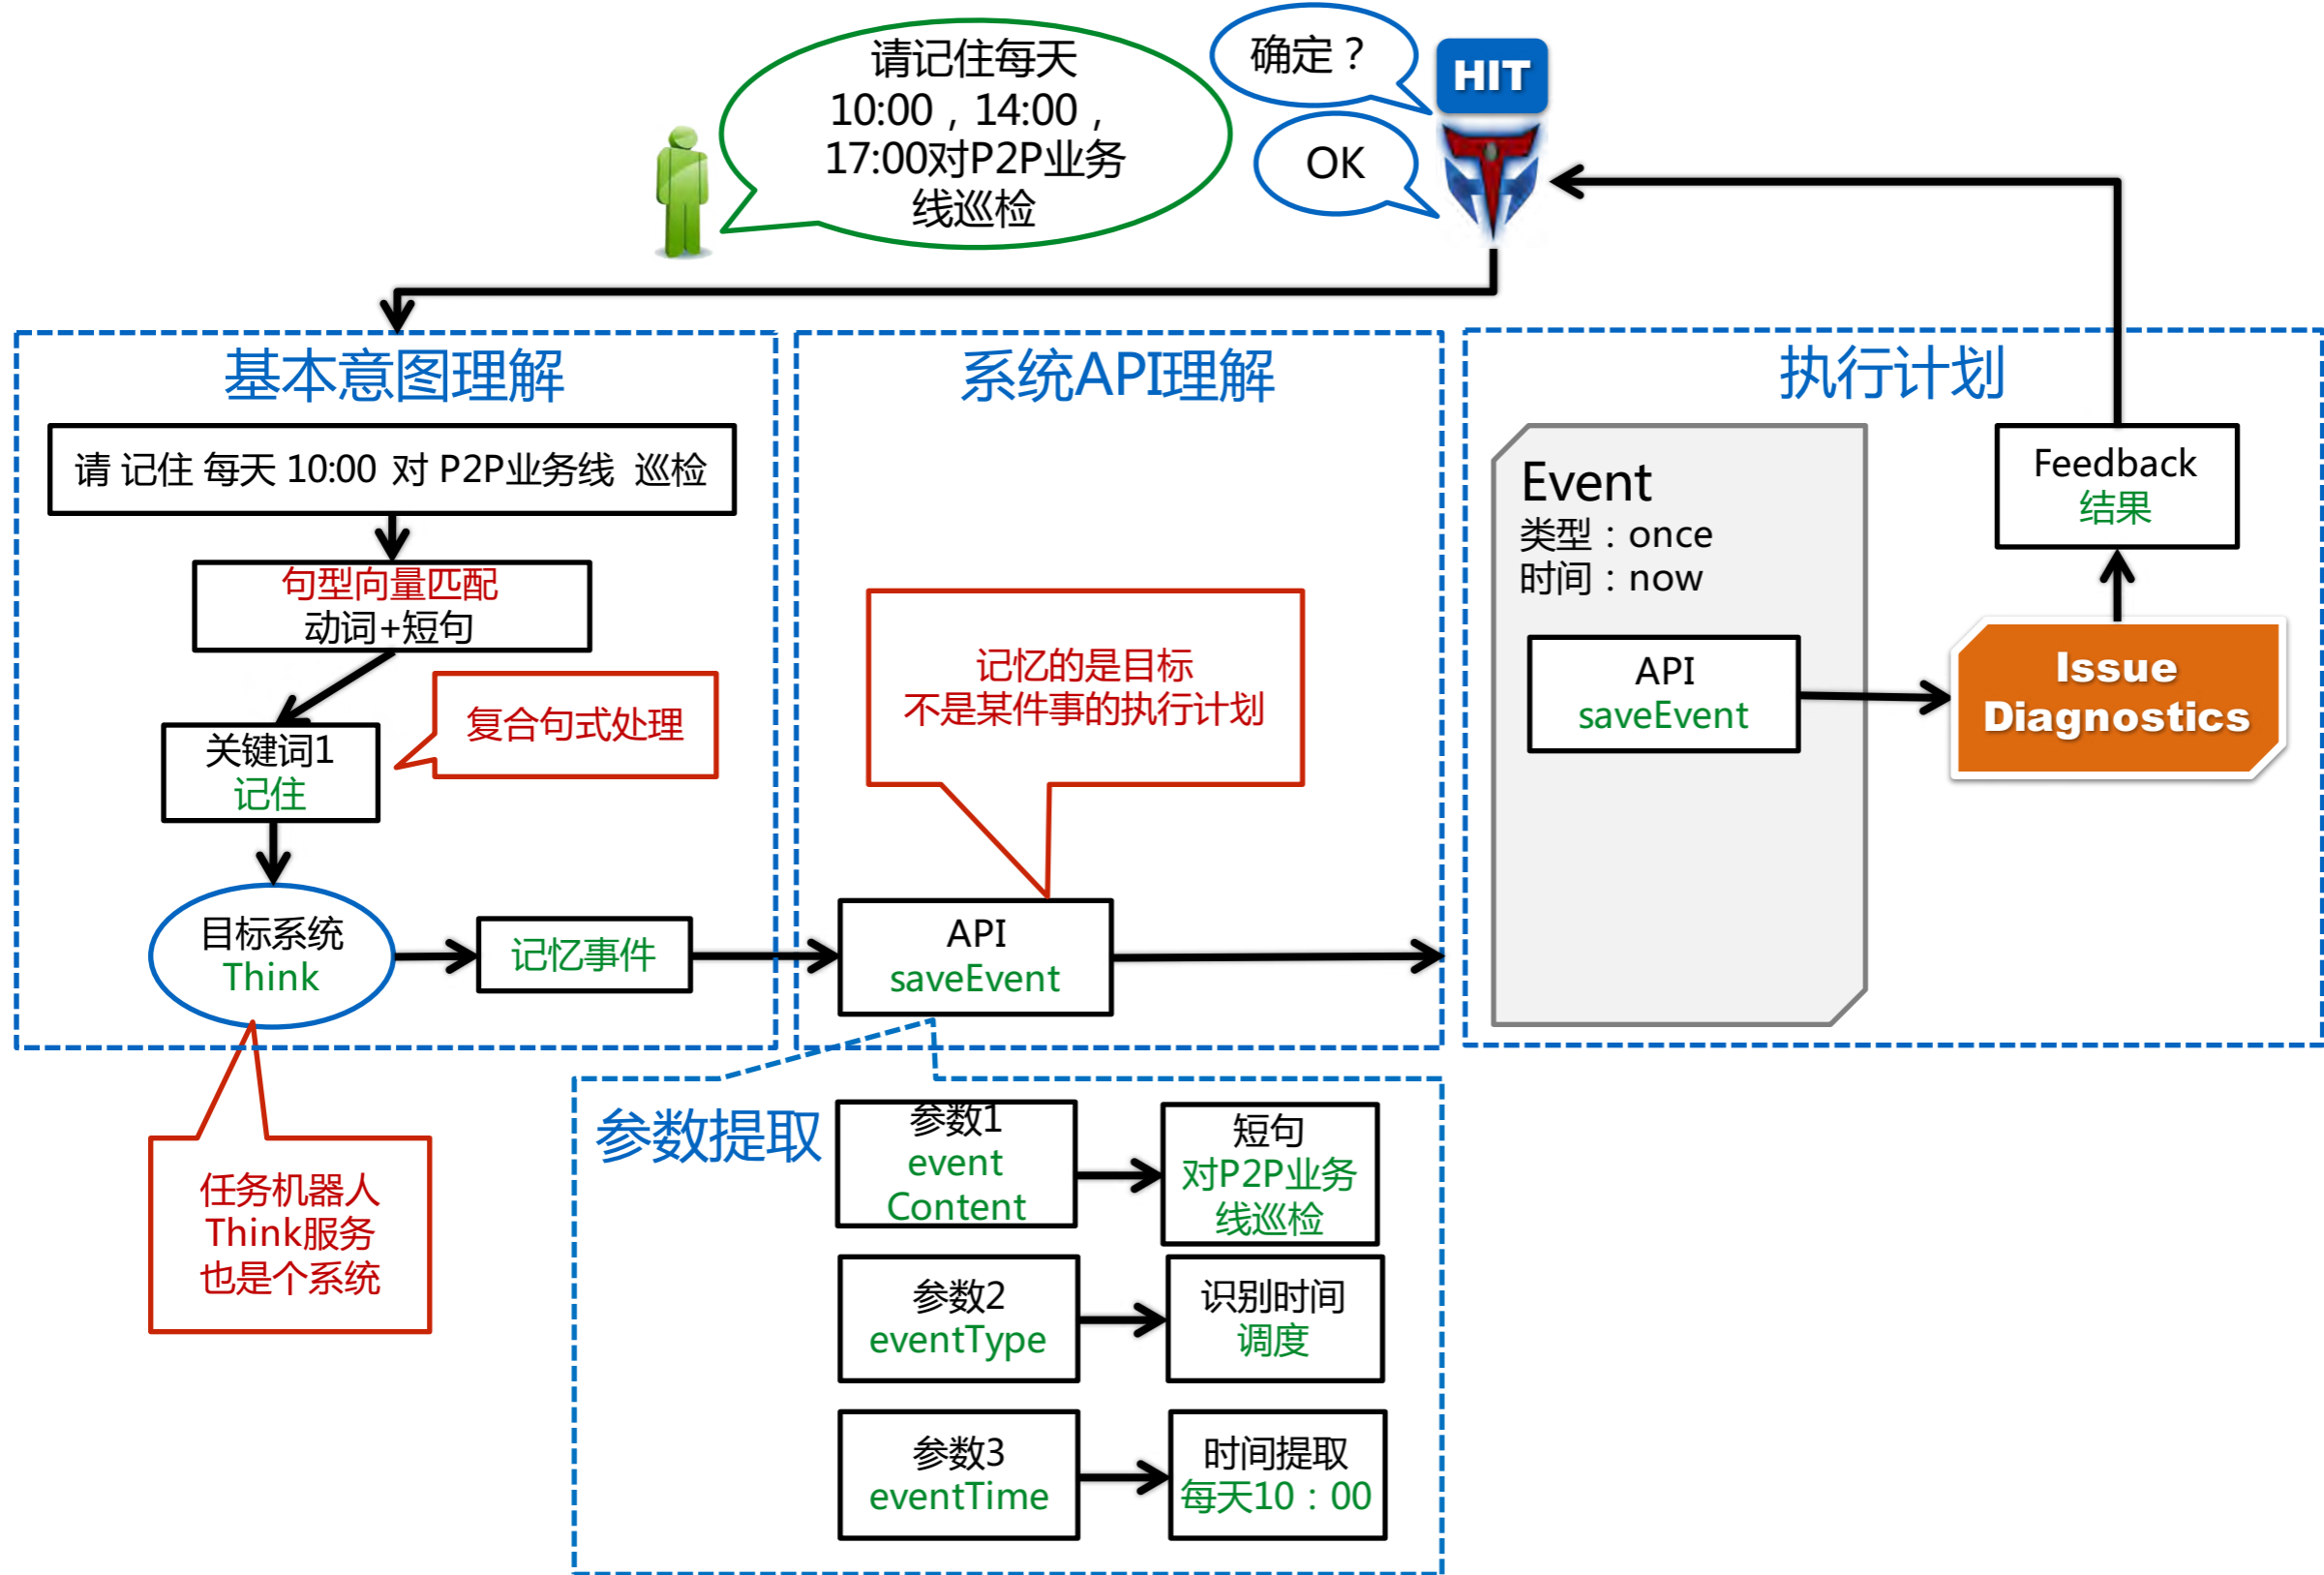 请记住每天
10:00，14:00，
17:00对P2P业务
线巡检
确定？
HIT
OK
基本意图理解
请 记住 每天 10:00 对 P2P业务线 巡检
句型向量匹配
动词+短句
复合句式处理
关键词1
记住
目标系统
Think
记忆事件
任务机器人
Think服务
也是个系统
系统API理解
记忆的是目标
不是某件事的执行计划
API
saveEvent
参数提取
参数1
event
Content
短句
对P2P业务
线巡检
参数2
eventType
识别时间
调度
参数3
eventTime
时间提取
每天10：00
执行计划
Event
类型：once
时间：now
API
saveEvent
Issue
Diagnostics
Feedback
结果